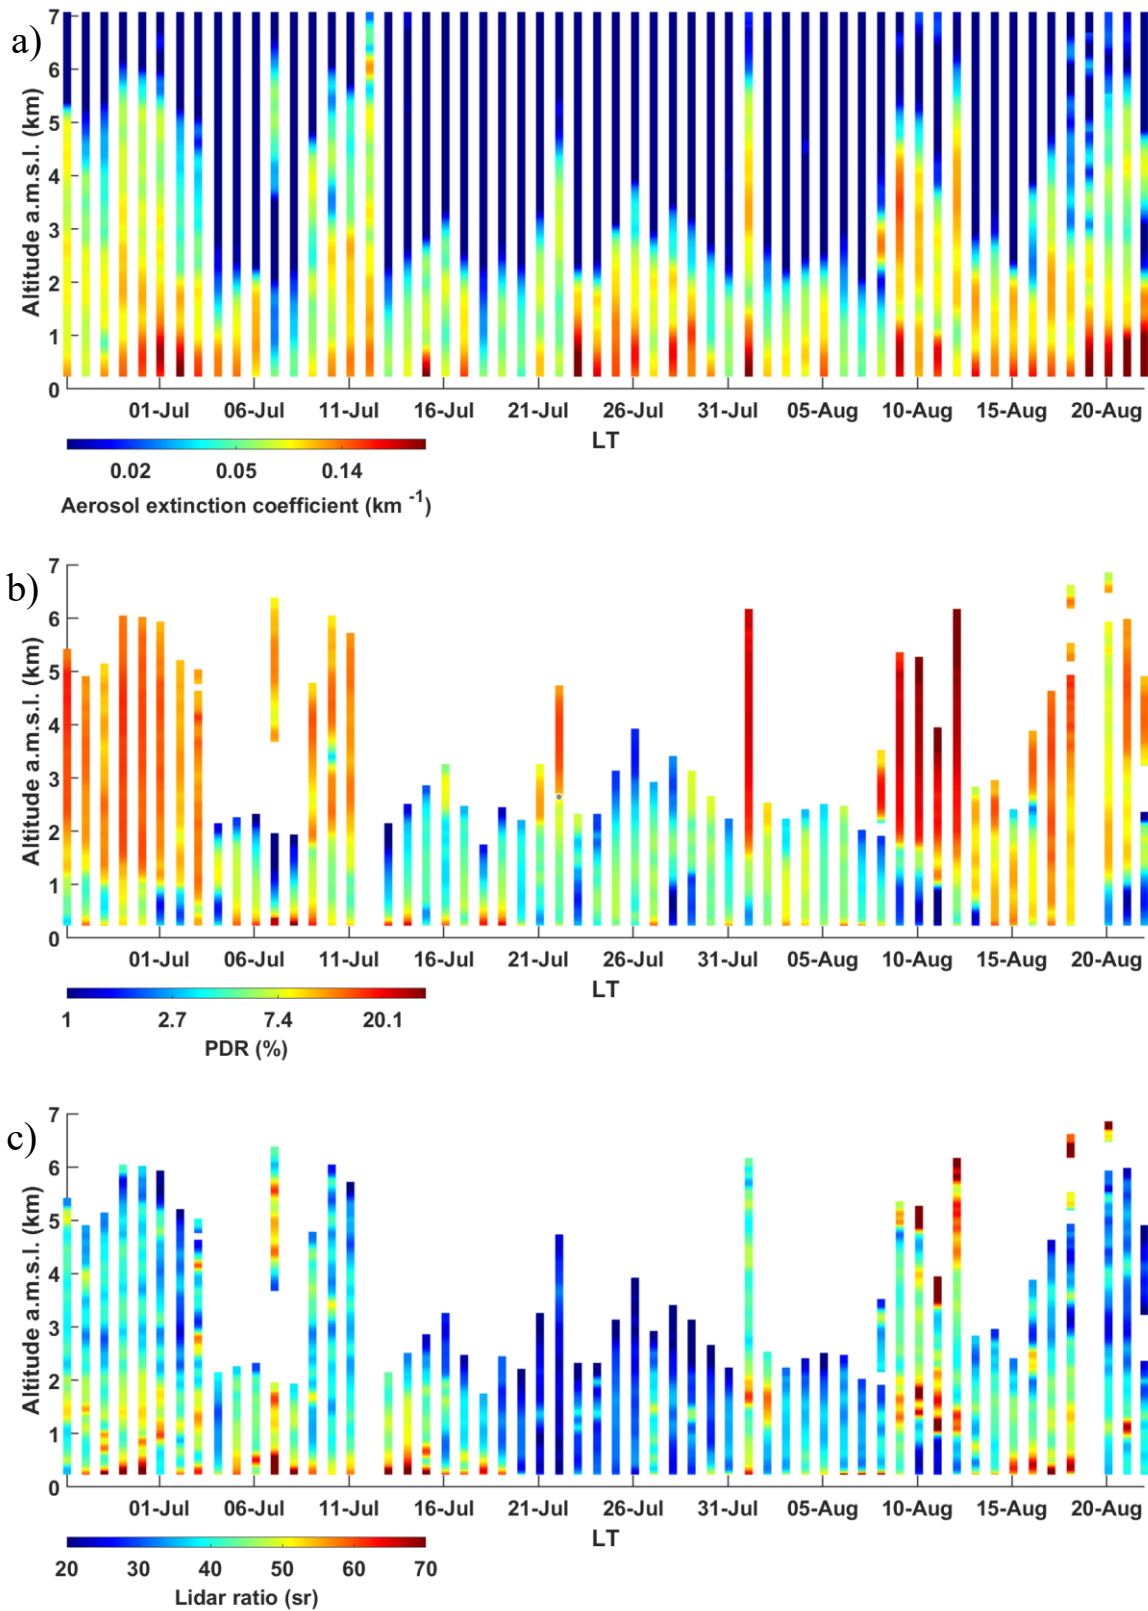 a)
7
6
5
4
3
2
1
0
Altitude a.m.s.l. (km)
01-Jul 06-Jul 11-Jul 16-Jul 21-Jul 26-Jul 31-Jul 05-Aug 10-Aug 15-Aug 20-Aug
LT
0.02 0.05 0.14
Aerosol extinction coefficient (km -1)
b)
7
6
5
4
3
2
1
0
Altitude a.m.s.l. (km)
01-Jul 06-Jul 11-Jul 16-Jul 21-Jul 26-Jul 31-Jul 05-Aug 10-Aug 15-Aug 20-Aug
LT
1 2.7 7.4 20.1
PDR (%)
c)
7
6
5
4
3
2
1
0
Altitude a.m.s.l. (km)
01-Jul 06-Jul 11-Jul 16-Jul 21-Jul 26-Jul 31-Jul 05-Aug 10-Aug 15-Aug 20-Aug
LT
20 30 40 50 60 70
Lidar ratio (sr)